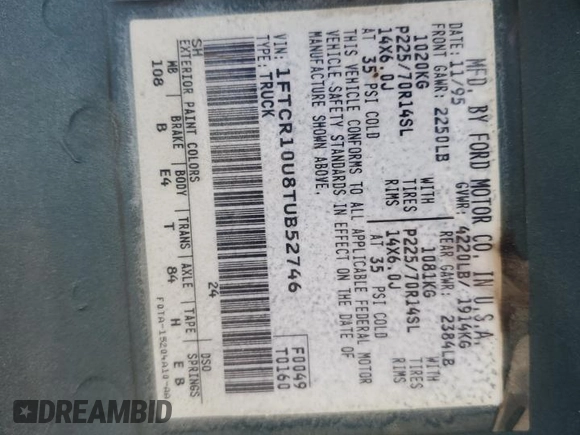 MFD. BY FORD MOTOR CO. IN U.S.A.
DATE: 11/95 GVWR: 4220LB/ 1914KG
FRONT GAWR: 2250LB REAR GAWR: 2384LB
1020KG WITH 1081KG WITH
P225/70R14SL TIRES P225/70R14SL TIRES
14X6.0J RIMS 14X6.0J RIMS
AT 35 PSI COLD AT 35 PSI COLD
THIS VEHICLE CONFORMS TO ALL APPLICABLE FEDERAL MOTOR
VEHICLE SAFETY STANDARDS IN EFFECT ON THE DATE OF
MANUFACTURE SHOWN ABOVE.
VIN: 1FTCR10U8TUB52746 F0049
TYPE: TRUCK T0160
SH 24
EXTERIOR PAINT COLORS DSO
WB BRAKE BODY TRANS AXLE TAPE SPRINGS
108 B E4 T 84 H E B
F0TA-15204A10-AA
DREAMBID